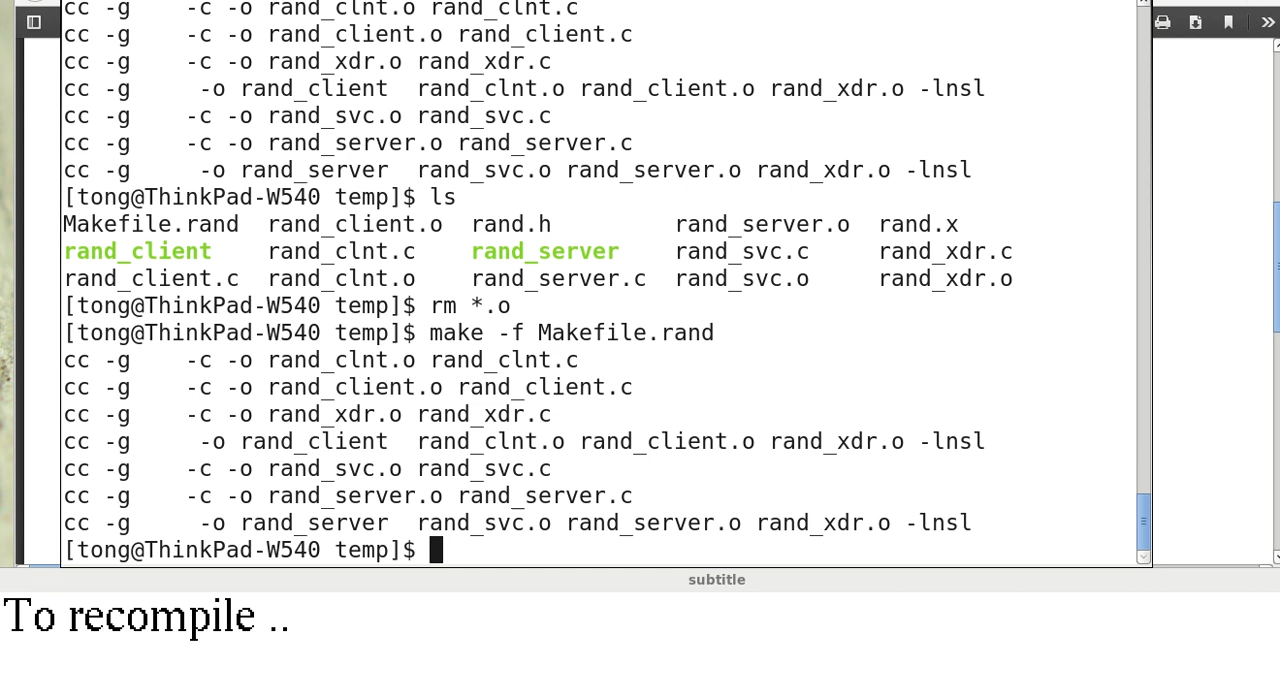 cc -g    -c -o rand_clnt.o rand_clnt.c
cc -g    -c -o rand_client.o rand_client.c
cc -g    -c -o rand_xdr.o rand_xdr.c
cc -g     -o rand_client  rand_clnt.o rand_client.o rand_xdr.o -lnsl
cc -g    -c -o rand_svc.o rand_svc.c
cc -g    -c -o rand_server.o rand_server.c
cc -g     -o rand_server  rand_svc.o rand_server.o rand_xdr.o -lnsl
[tong@ThinkPad-W540 temp]$ ls
Makefile.rand  rand_client.o  rand.h         rand_server.o  rand.x
rand_client    rand_clnt.c    rand_server    rand_svc.c     rand_xdr.c
rand_client.c  rand_clnt.o    rand_server.c  rand_svc.o     rand_xdr.o
[tong@ThinkPad-W540 temp]$ rm *.o
[tong@ThinkPad-W540 temp]$ make -f Makefile.rand
cc -g    -c -o rand_clnt.o rand_clnt.c
cc -g    -c -o rand_client.o rand_client.c
cc -g    -c -o rand_xdr.o rand_xdr.c
cc -g     -o rand_client  rand_clnt.o rand_client.o rand_xdr.o -lnsl
cc -g    -c -o rand_svc.o rand_svc.c
cc -g    -c -o rand_server.o rand_server.c
cc -g     -o rand_server  rand_svc.o rand_server.o rand_xdr.o -lnsl
[tong@ThinkPad-W540 temp]$
subtitle
To recompile ..